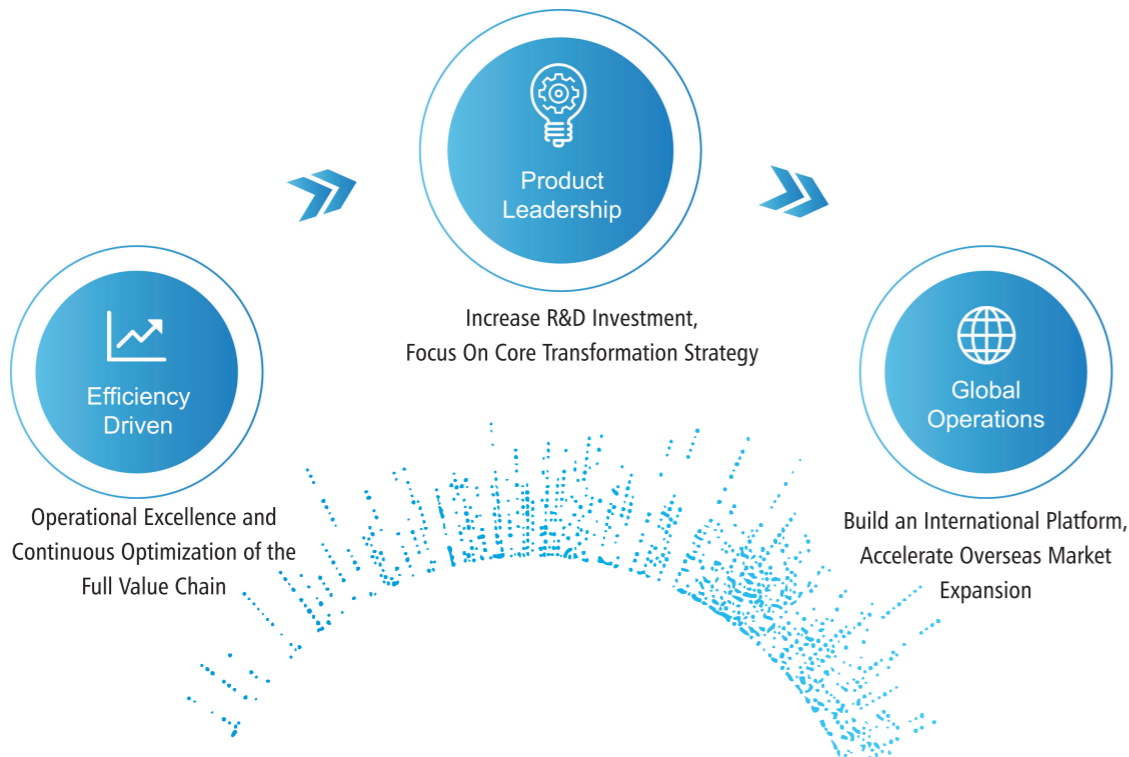 Efficiency
Driven
Operational Excellence and
Continuous Optimization of the
Full Value Chain
Product
Leadership
Increase R&D Investment,
Focus On Core Transformation Strategy
Global
Operations
Build an International Platform,
Accelerate Overseas Market
Expansion